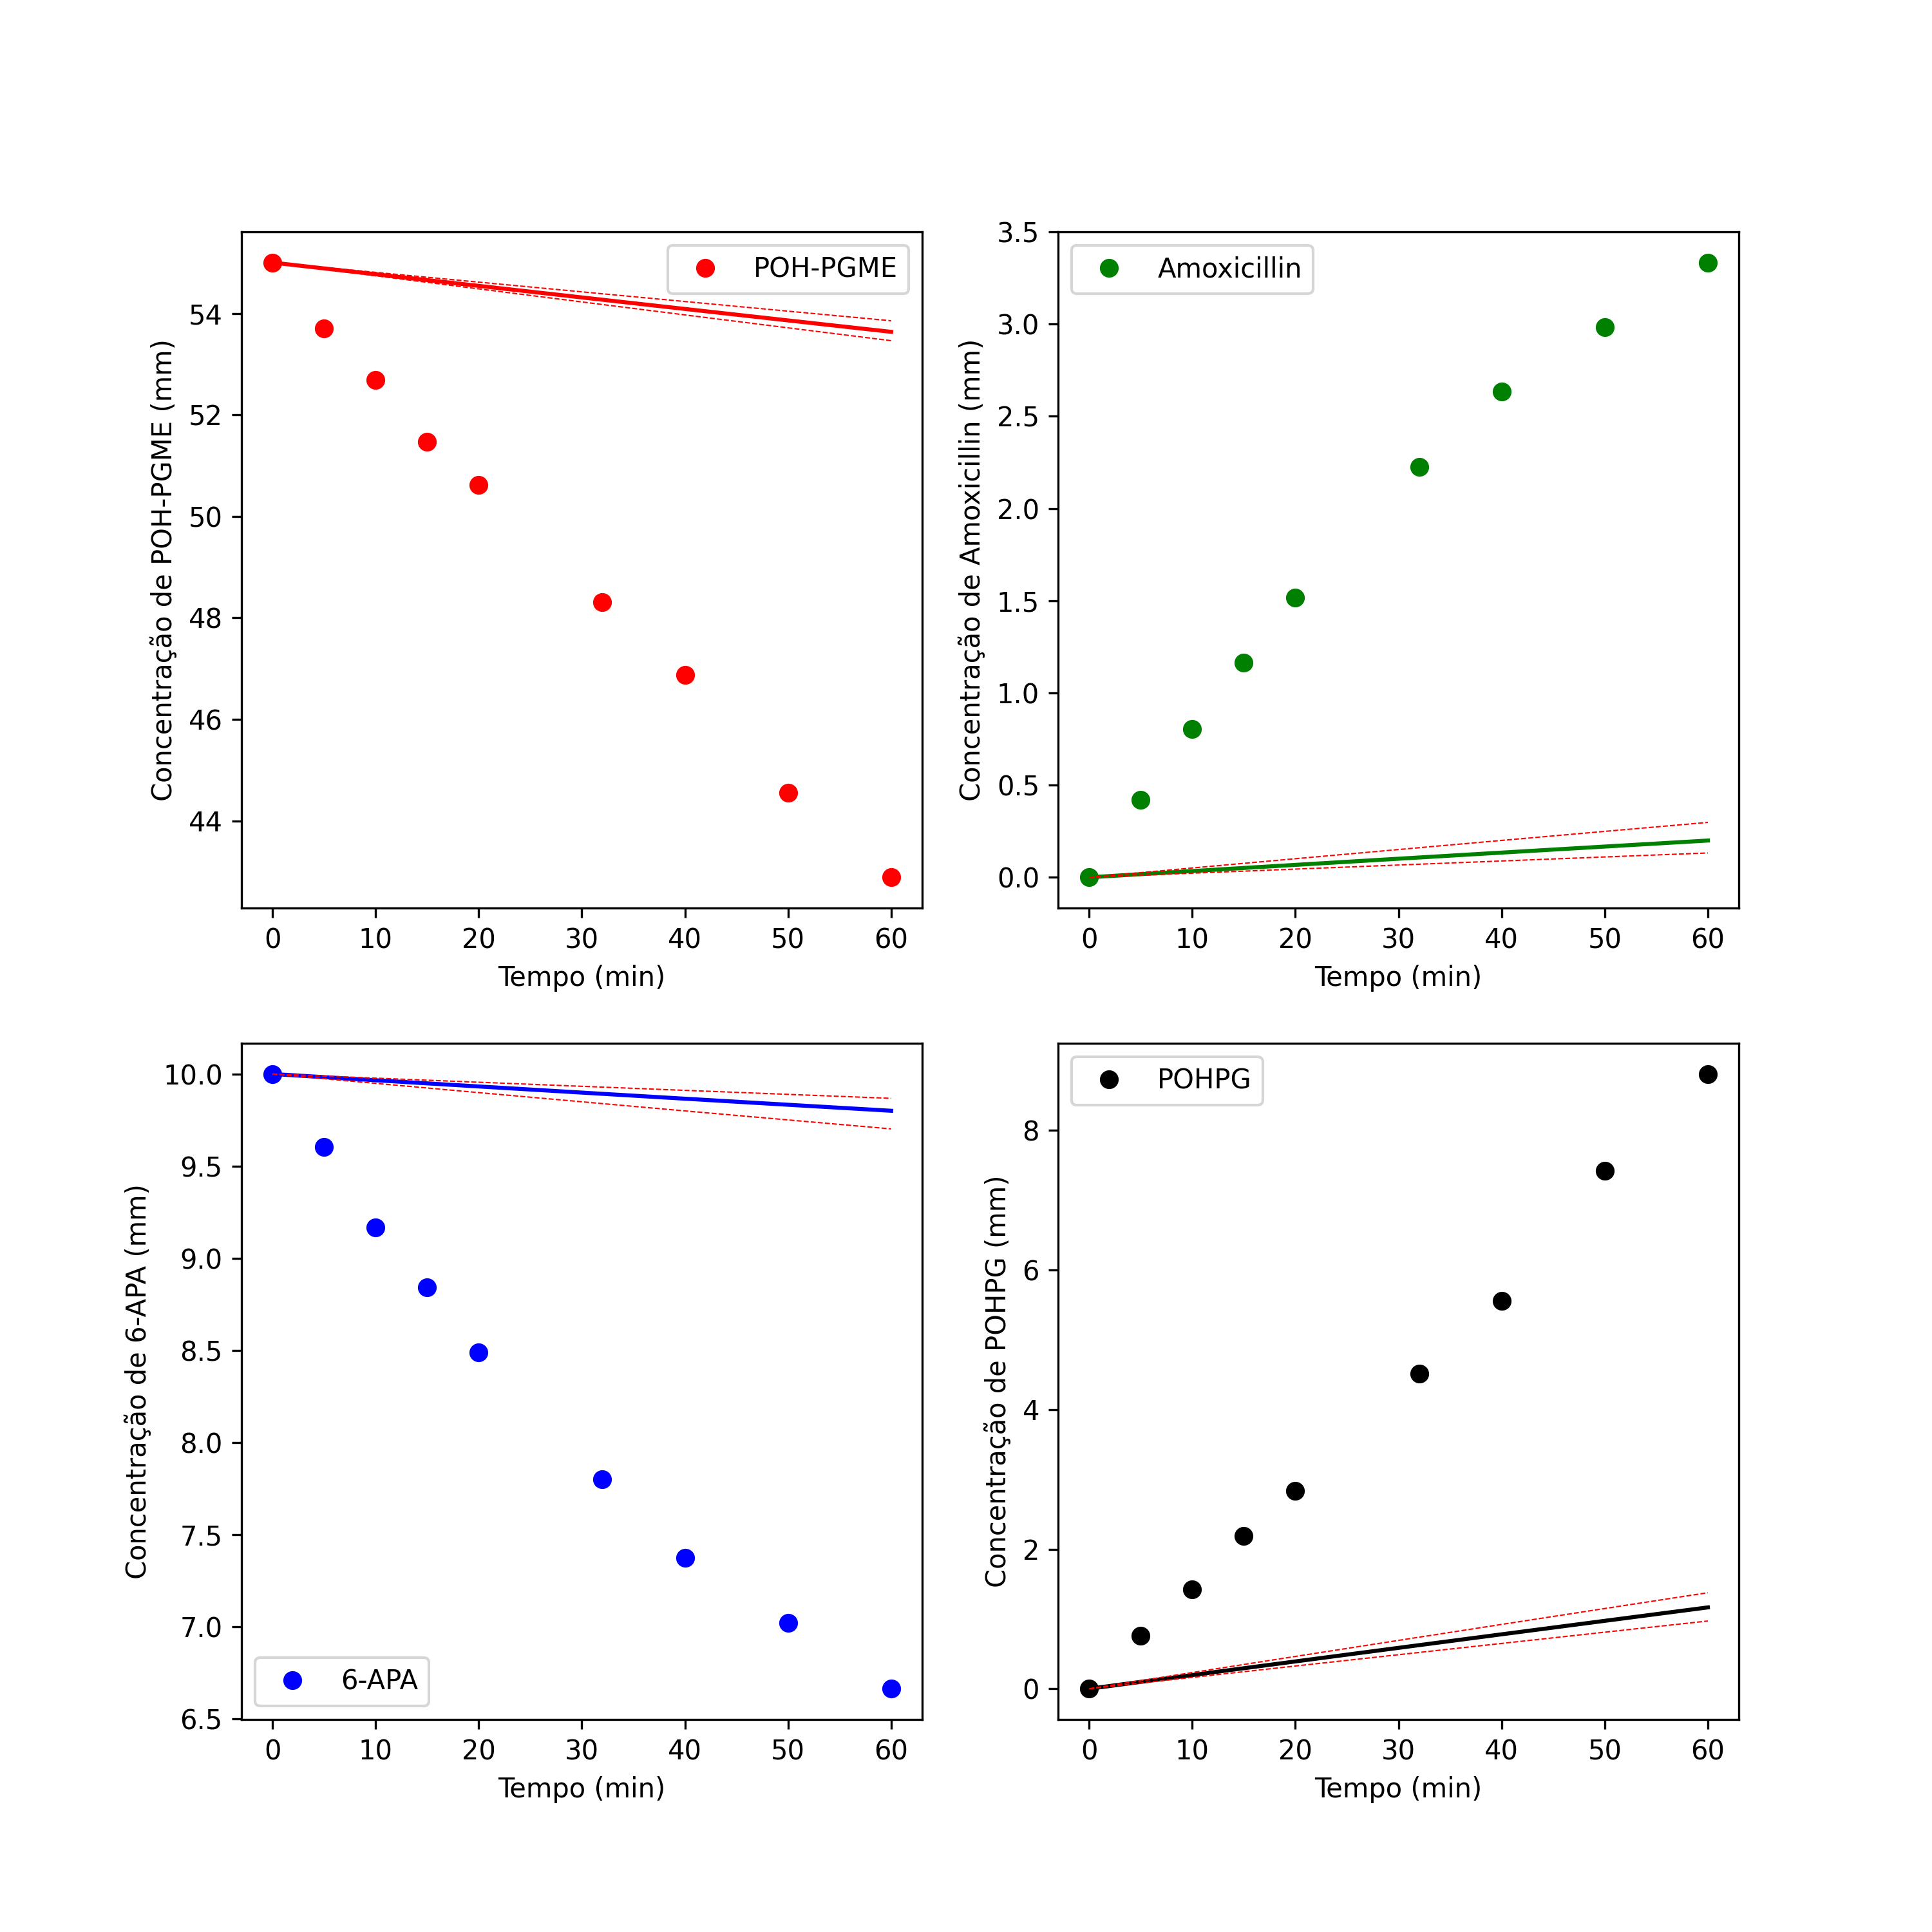 POH-PGME
Concentração de POH-PGME (mm)
54
52
50
48
46
44
0 10 20 30 40 50 60
Tempo (min)
Amoxicillin
Concentração de Amoxicillin (mm)
3.5
3.0
2.5
2.0
1.5
1.0
0.5
0.0
0 10 20 30 40 50 60
Tempo (min)
6-APA
Concentração de 6-APA (mm)
10.0
9.5
9.0
8.5
8.0
7.5
7.0
6.5
0 10 20 30 40 50 60
Tempo (min)
POHPG
Concentração de POHPG (mm)
8
6
4
2
0
0 10 20 30 40 50 60
Tempo (min)